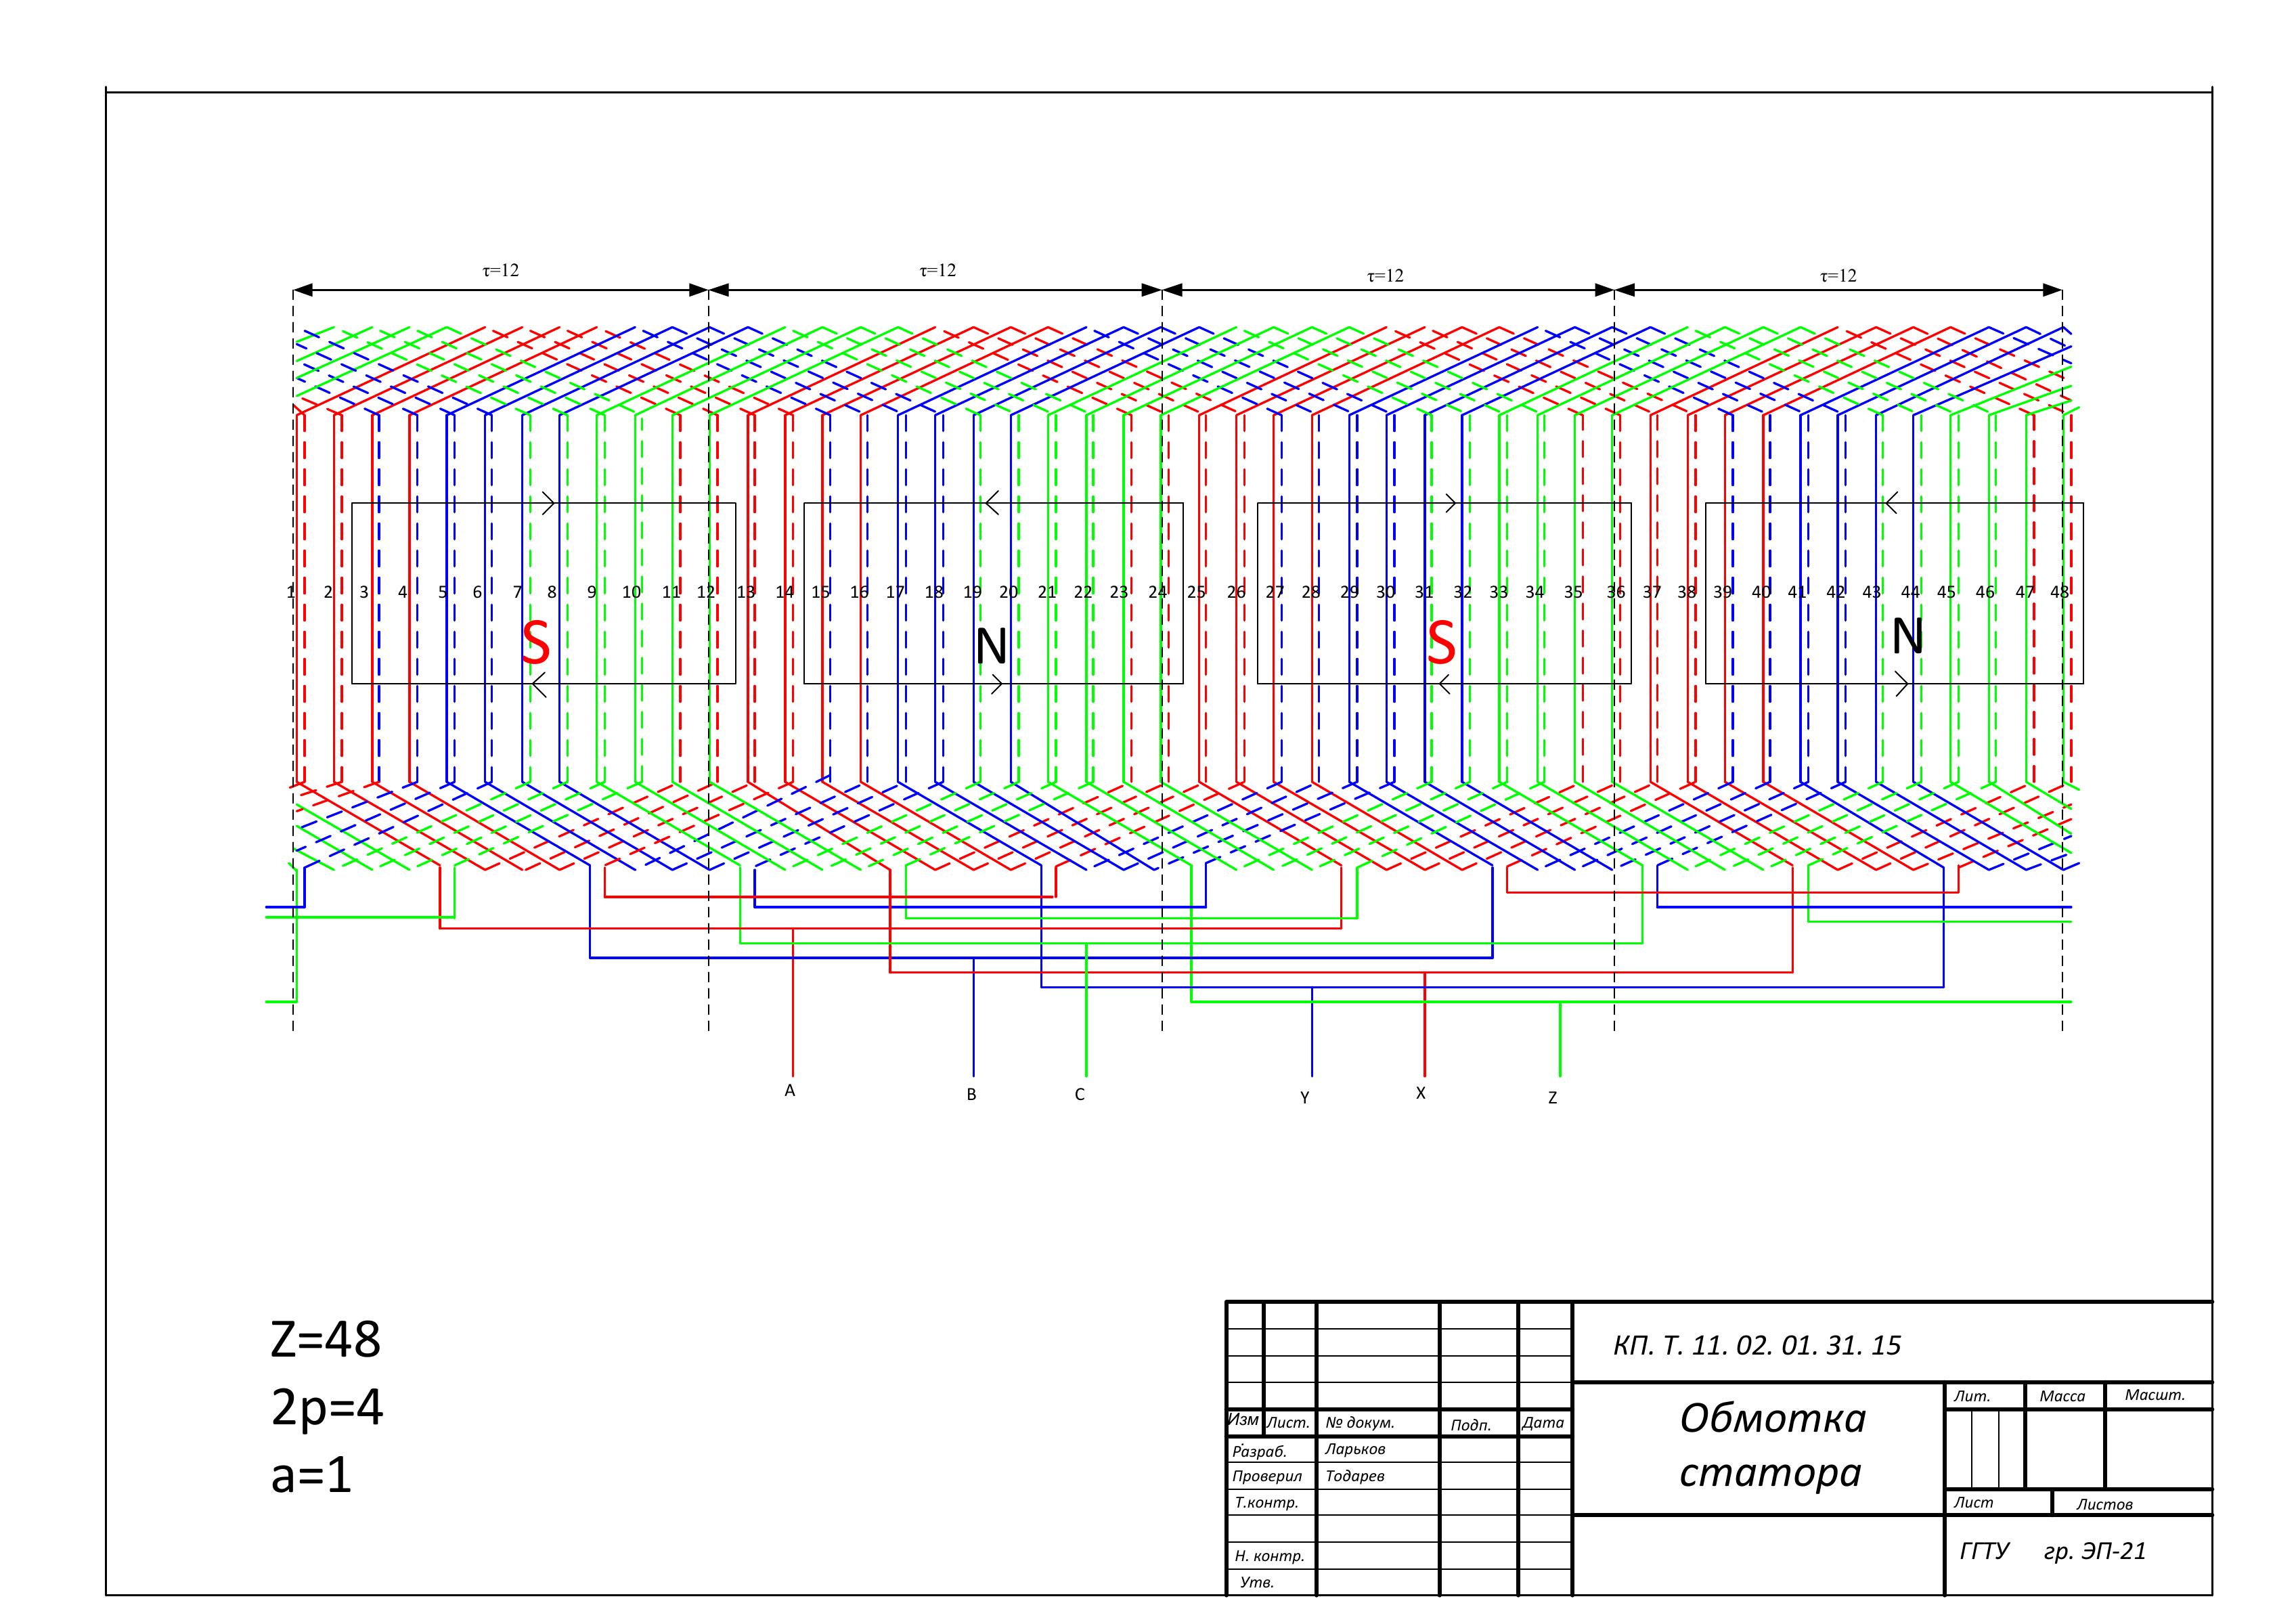 τ=12 τ=12 τ=12 τ=12
1 2 3 4 5 6 7 8 9 10 11 12 13 14 15 16 17 18 19 20 21 22 23 24 25 26 27 28 29 30 31 32 33 34 35 36 37 38 39 40 41 42 43 44 45 46 47 48
S N S N
A B C Y X Z
Z=48
2p=4
a=1
КП. Т. 11. 02. 01. 31. 15
Обмотка
статора
Лит. Масса Масшт.
Изм. Лист. № докум. Подп. Дата
Разраб. Ларьков
Проверил Тодарев
Т.контр.
Н. контр.
Утв.
Лист Листов
ГГТУ гр. ЭП-21